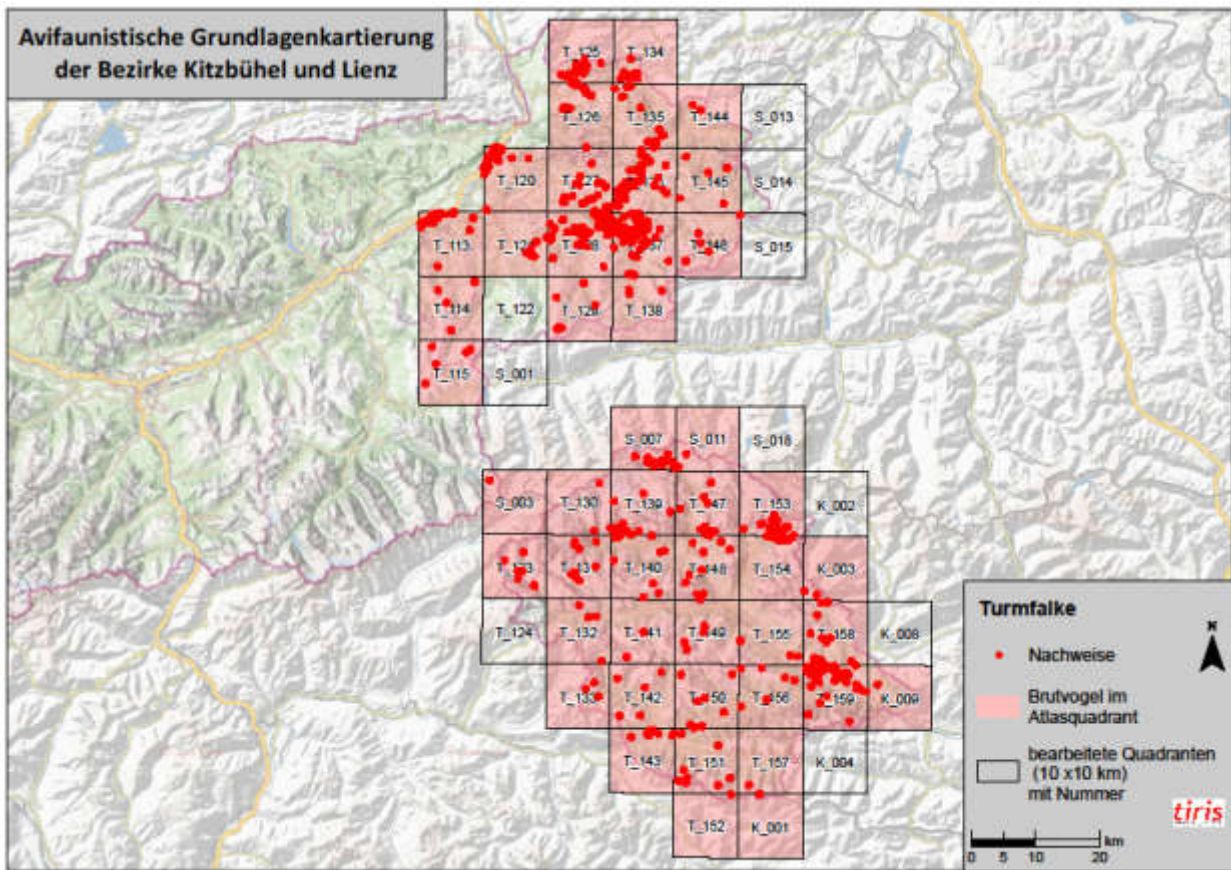 Avifaunistische Grundlagenkartierung
der Bezirke Kitzbühel und Lienz
T_125 T_134
T_126 T_135 T_144 S_013
T_120 T_145 S_014
T_113 T_146 S_015
T_114 T_122 T_138
T_115 S_001
S_007 S_011 S_018
S_003 T_130 T_139 T_147 T_153 K_002
T_140 T_148 T_154 K_003
T_124 T_132 T_141 T_149 T_155 T_158 K_008
T_142 T_150 T_156 T_159 K_009
T_143 T_151 T_157 K_004
T_152 K_001
Turmfalke
N
Nachweise
Brutvogel im
Atlasquadrant
bearbeitete Quadranten
(10 x10 km)
mit Nummer
tiris
km
0 5 10 20